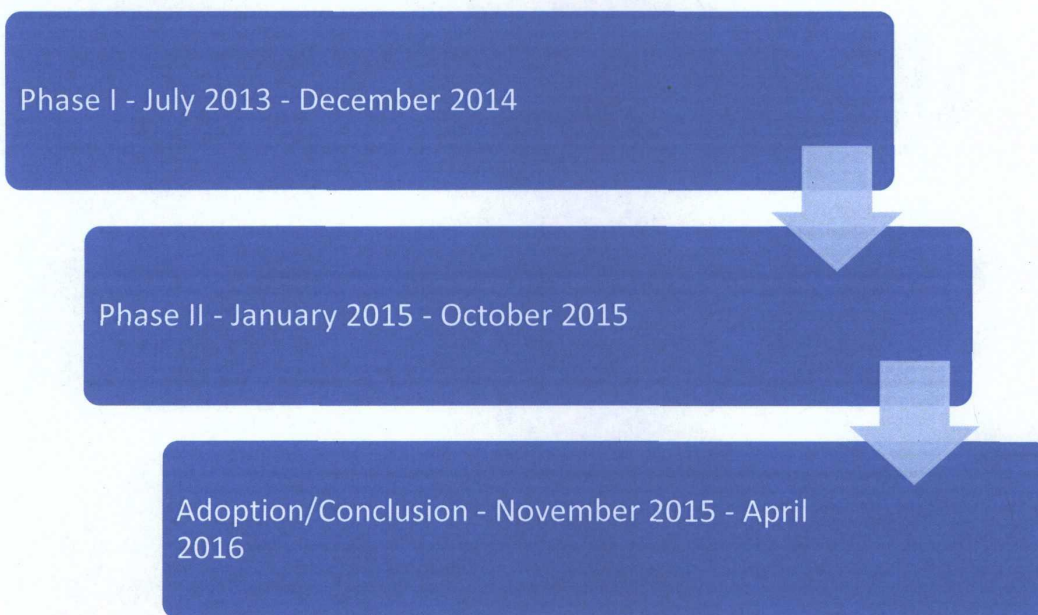 Phase I - July 2013 - December 2014
Phase II - January 2015 - October 2015
Adoption/Conclusion - November 2015 - April
2016